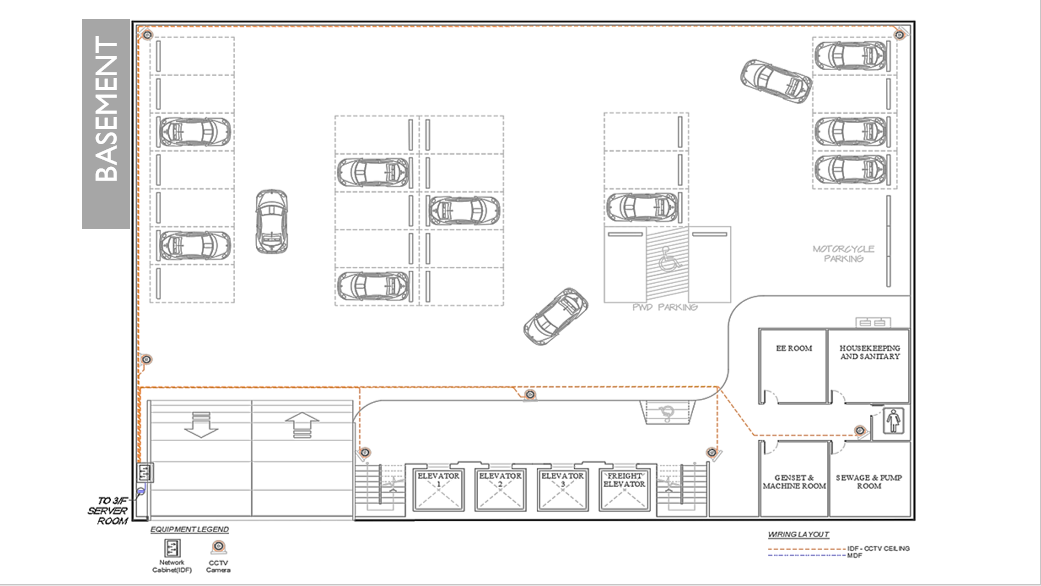 BASEMENT
MOTORCYCLE
PARKING
PWD PARKING
EE ROOM
HOUSEKEEPING
AND SANITARY
ELEVATOR
1
ELEVATOR
2
ELEVATOR
3
FREIGHT
ELEVATOR
GENSET &
MACHINE ROOM
SEWAGE & PUMP
ROOM
TO 3/F
SERVER
ROOM
EQUIPMENT LEGEND
Network
Cabinet(IDF)
CCTV
Camera
WIRING LAYOUT
IDF - CCTV CEILING
MDF